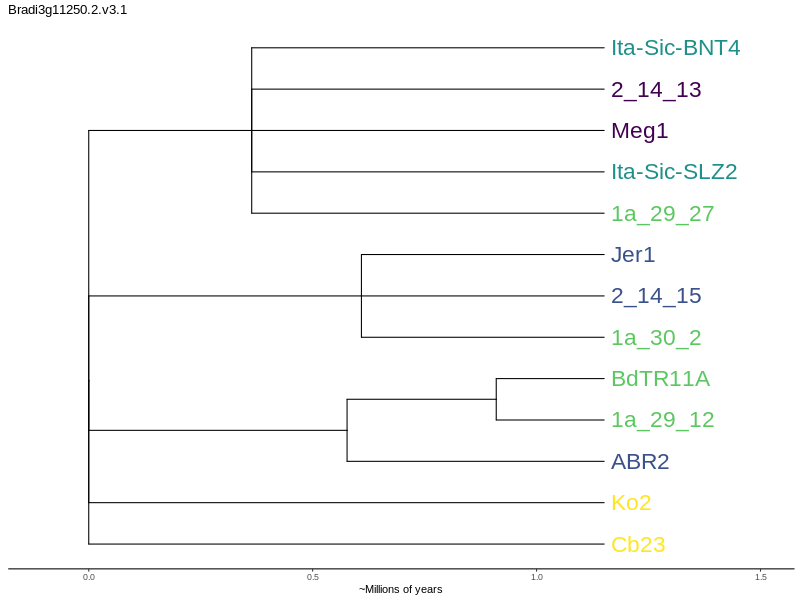 Bradi3g11250.2.v3.1
Ita-Sic-BNT4
2_14_13
Meg1
Ita-Sic-SLZ2
1a_29_27
Jer1
2_14_15
1a_30_2
BdTR11A
1a_29_12
ABR2
Ko2
Cb23
0.0 0.5 1.0 1.5
~Millions of years